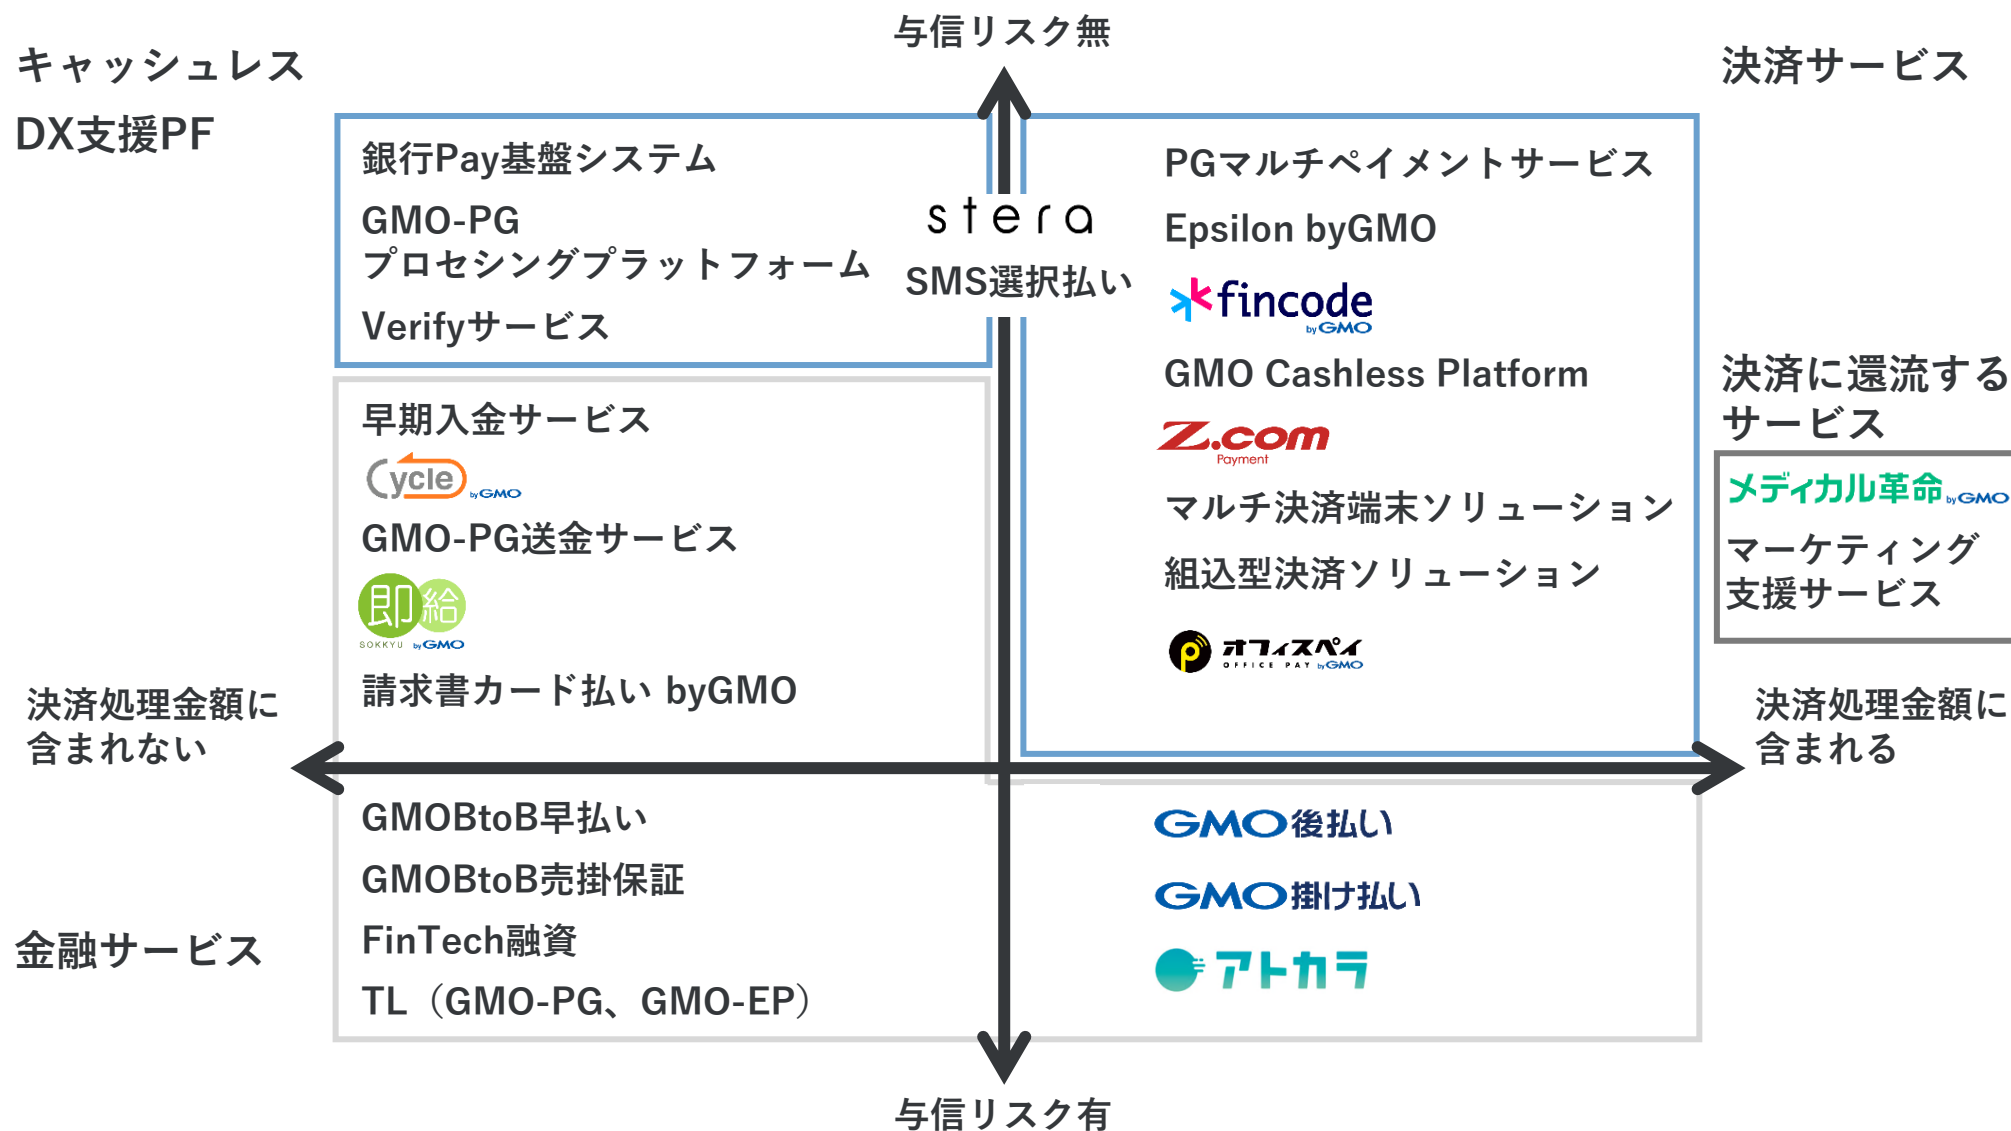 与信リスク無
キャッシュレス
DX支援PF
決済サービス
銀行Pay基盤システム
GMO-PG
プロセシングプラットフォーム
Verifyサービス
stera
SMS選択払い
PGマルチペイメントサービス
Epsilon byGMO
fincode
by GMO
GMO Cashless Platform
Z.com
Payment
マルチ決済端末ソリューション
組込型決済ソリューション
オフィスペイ
OFFICE PAY by GMO
決済に還流する
サービス
メディカル革命 by GMO
マーケティング
支援サービス
早期入金サービス
Cycle by GMO
GMO-PG送金サービス
即給
SOKKYU by GMO
請求書カード払い byGMO
決済処理金額に
含まれない
決済処理金額に
含まれる
金融サービス
GMOBtoB早払い
GMOBtoB売掛保証
FinTech融資
TL（GMO-PG、GMO-EP）
GMO後払い
GMO掛け払い
アトカラ
与信リスク有